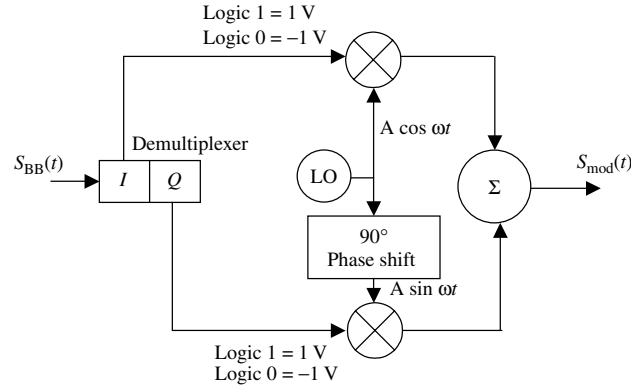 Logic 1 = 1 V
Logic 0 = −1 V
A cos ωt
Demultiplexer
S_BB(t)
I Q
LO
Σ
S_mod(t)
90°
Phase shift
A sin ωt
Logic 1 = 1 V
Logic 0 = −1 V